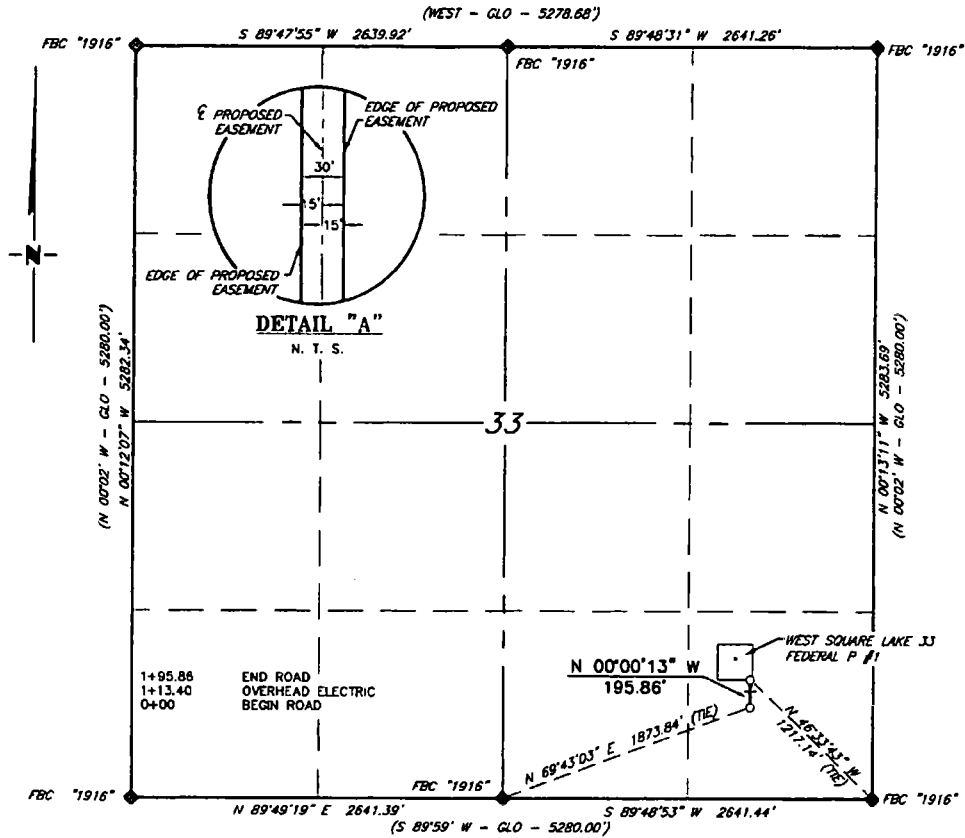 (WEST - GLO - 5278.68')
S 89°47'55" W 2639.92'
S 89°48'31" W 2641.26'
FBC "1916"
FBC "1916"
FBC "1916"
℄ PROPOSED
EASEMENT
EDGE OF PROPOSED
EASEMENT
30'
15'
15'
EDGE OF PROPOSED
EASEMENT
DETAIL "A"
N. T. S.
N
(N 00°02' W - GLO - 5280.00')
N 00°12'07" W 5282.34'
33
N 00°13'11" W 5283.69'
(N 00°02' W - GLO - 5280.00')
WEST SQUARE LAKE 33
FEDERAL P #1
N 00°00'13" W
195.86'
1+95.86 END ROAD
1+13.40 OVERHEAD ELECTRIC
0+00 BEGIN ROAD
N 69°43'03" E 1873.84' (TIE)
N 46°33'43" W
1217.14' (TIE)
FBC "1916"
FBC "1916"
FBC "1916"
N 89°49'19" E 2641.39'
S 89°48'53" W 2641.44'
(S 89°59' W - GLO - 5280.00')